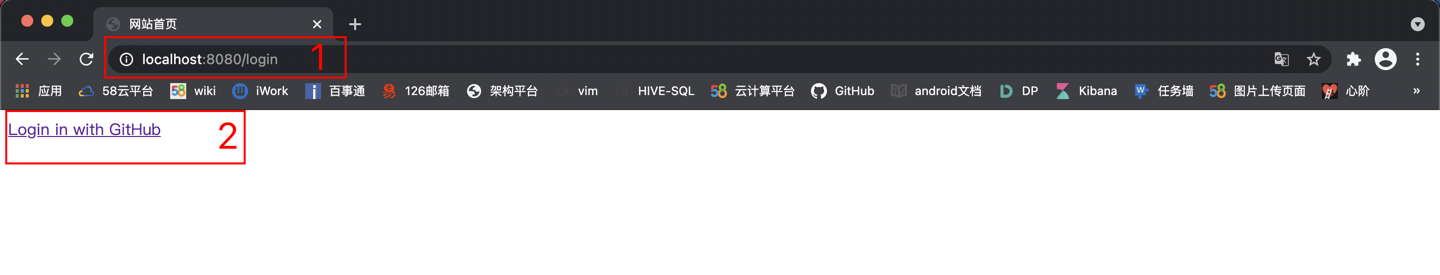 网站首页
localhost:8080/login 1
应用 58云平台 58 wiki iWork 百事通 126邮箱 架构平台 vim HIVE-SQL 58 云计算平台 GitHub android文档 DP Kibana 任务墙 58 图片上传页面 心阶 »
Login in with GitHub 2